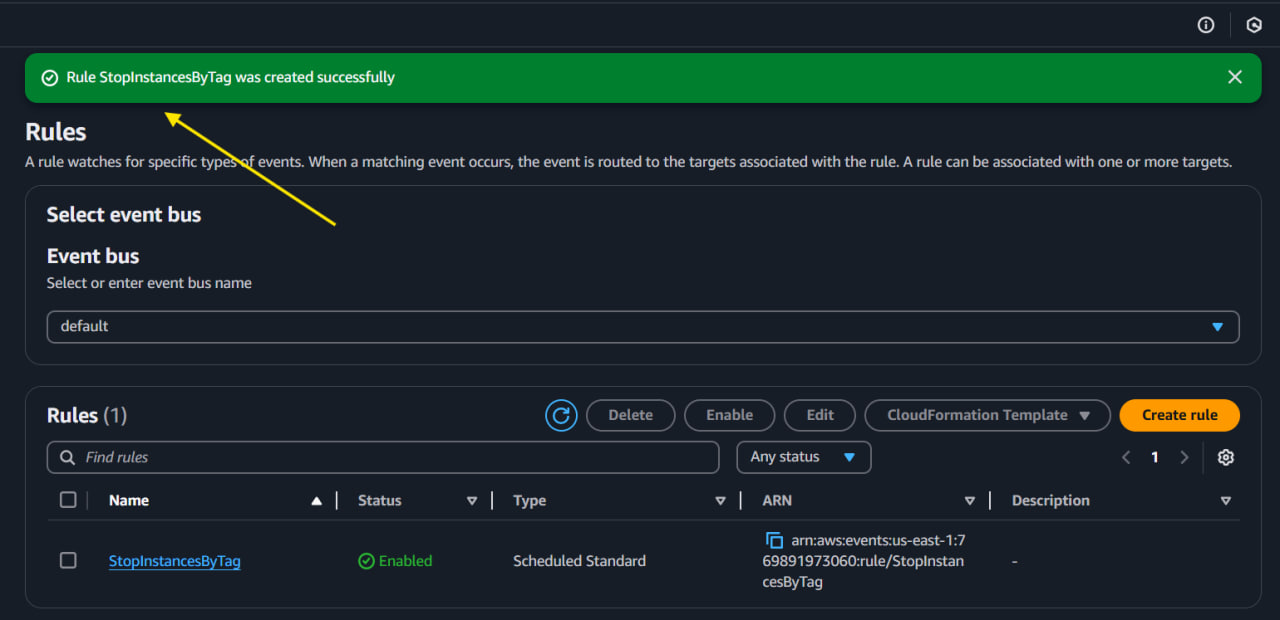 Rule StopInstancesByTag was created successfully
Rules
A rule watches for specific types of events. When a matching event occurs, the event is routed to the targets associated with the rule. A rule can be associated with one or more targets.
Select event bus
Event bus
Select or enter event bus name
default
Rules (1)
Delete
Enable
Edit
CloudFormation Template
Create rule
Find rules
Any status
1
Name
Status
Type
ARN
Description
StopInstancesByTag
Enabled
Scheduled Standard
arn:aws:events:us-east-1:7
69891973060:rule/StopInstan
cesByTag
-